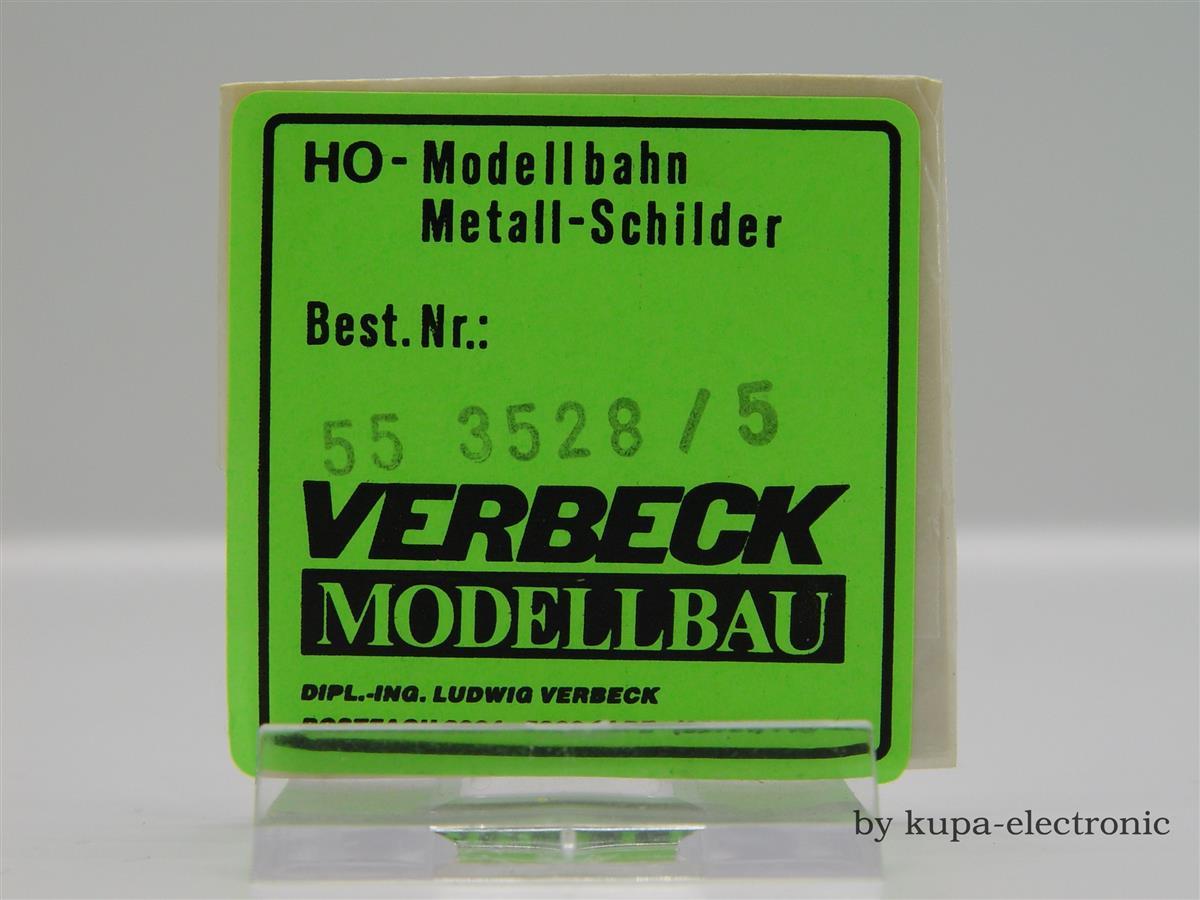 HO-Modellbahn
Metall-Schilder
Best. Nr.:
55 3528 / 5
VERBECK
MODELLBAU
DIPL.-ING. LUDWIG VERBECK
by kupa-electronic